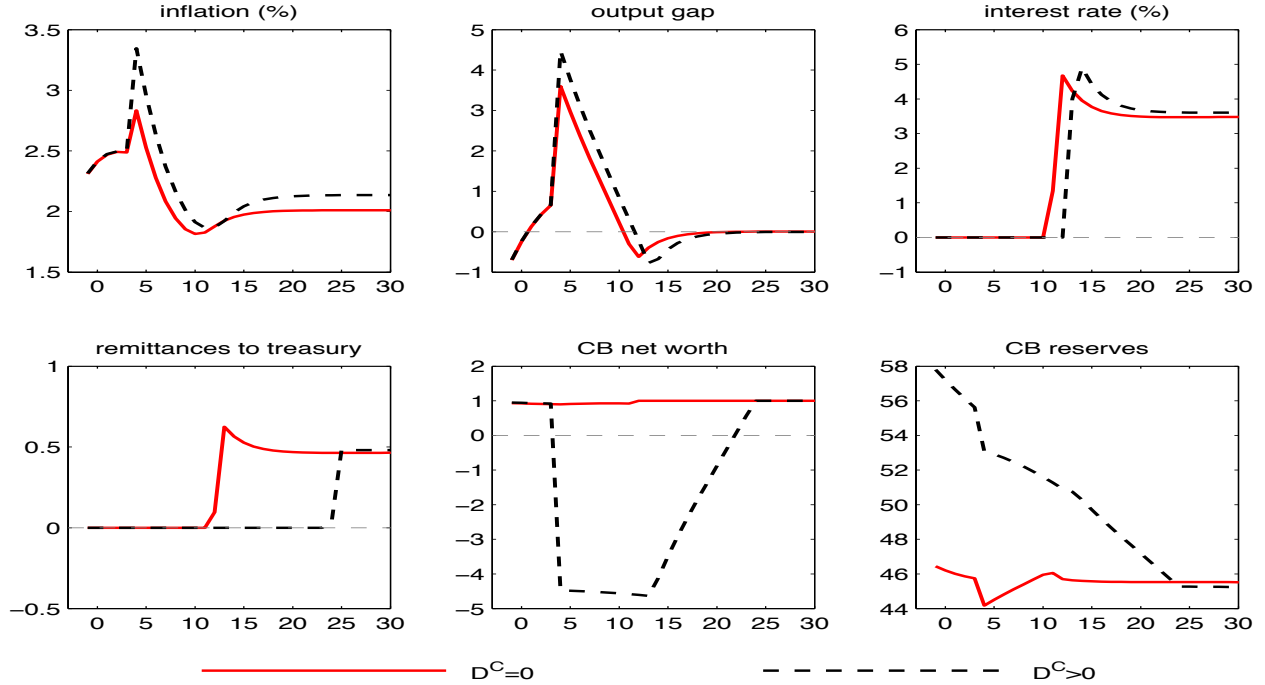 inflation (%) output gap interest rate (%)
3.5 5 6
3 4 5
2.5 3 4
2 2 3
1.5 1 2
0 1
−1 0
−1
0 5 10 15 20 25 30 0 5 10 15 20 25 30 0 5 10 15 20 25 30
remittances to treasury CB net worth CB reserves
1 2 58
0.5 1 56
0 0 54
−0.5 −1 52
−2 50
−3 48
−4 46
−5 44
0 5 10 15 20 25 30 0 5 10 15 20 25 30 0 5 10 15 20 25 30
D^C=0 D^C>0